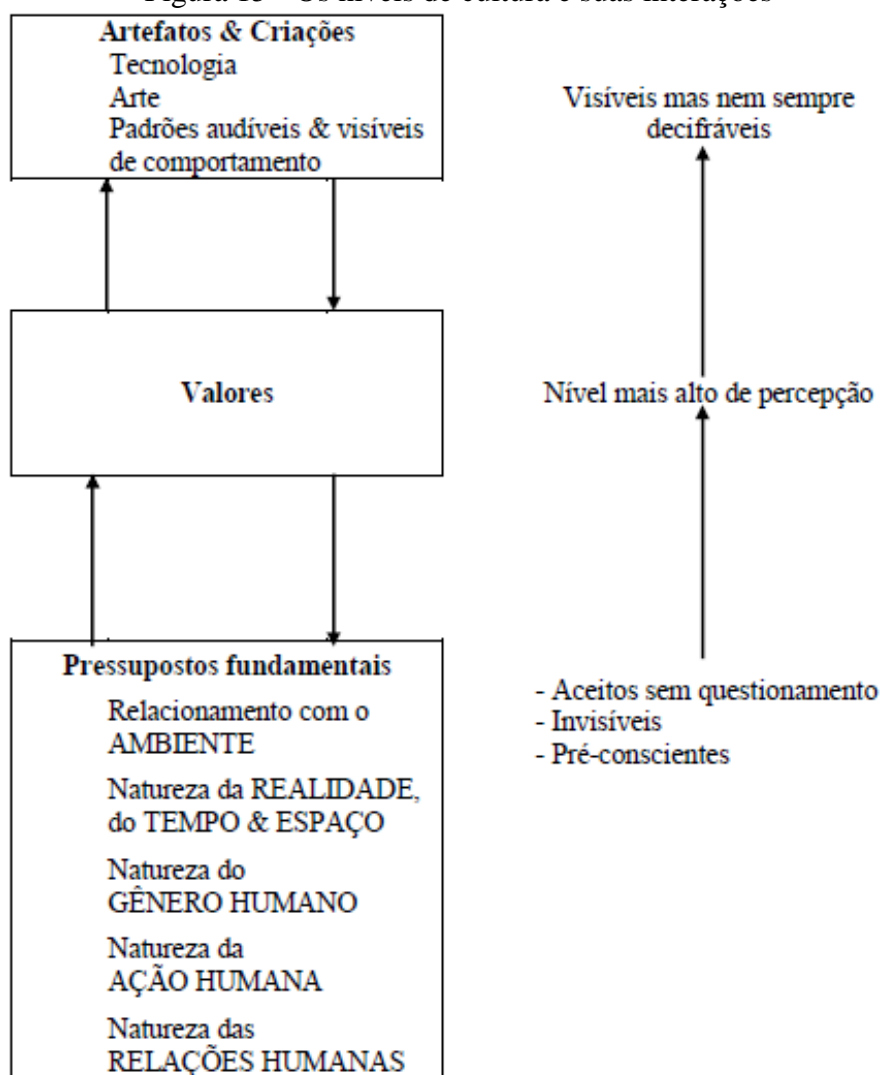 Artefatos & Criações
Tecnologia
Arte
Padrões audíveis & visíveis
de comportamento
Visíveis mas nem sempre
decifráveis
Valores
Nível mais alto de percepção
Pressupostos fundamentais
Relacionamento com o
AMBIENTE
Natureza da REALIDADE,
do TEMPO & ESPAÇO
Natureza do
GÊNERO HUMANO
Natureza da
AÇÃO HUMANA
Natureza das
RELAÇÕES HUMANAS
- Aceitos sem questionamento
- Invisíveis
- Pré-conscientes